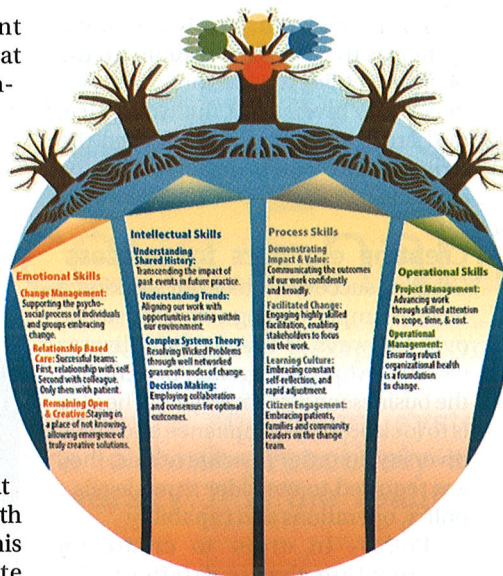 nt
at
n-
Emotional Skills
Change Management:
Supporting the psycho-
social process of individuals
and groups embracing
change.
Relationship Based
Care: Successful teams:
First, relationship with self.
Second with colleague.
Only then with patient.
Remaining Open
& Creative: Staying in
a place of not knowing,
allowing emergence of
truly creative solutions.
Intellectual Skills
Understanding
Shared History:
Transcending the impact of
past events in future practice.
Understanding Trends:
Aligning our work with
opportunities arising within
our environment.
Complex Systems Theory:
Resolving Wicked Problems
through well networked
grassroots nodes of change.
Decision Making:
Employing collaboration
and consensus for optimal
outcomes.
Process Skills
Demonstrating
Impact & Value:
Communicating the outcomes
of our work confidently
and broadly.
Facilitated Change:
Engaging highly skilled
facilitation, enabling
stakeholders to focus
on the work.
Learning Culture:
Embracing constant
self-reflection, and
rapid adjustment.
Citizen Engagement:
Embracing patients,
families and community
leaders on the change
team.
Operational Skills
Project Management:
Advancing work
through skilled attention
to scope, time, & cost.
Operational
Management:
Ensuring robust
organizational health
is a foundation
to change.
t
th
his
te